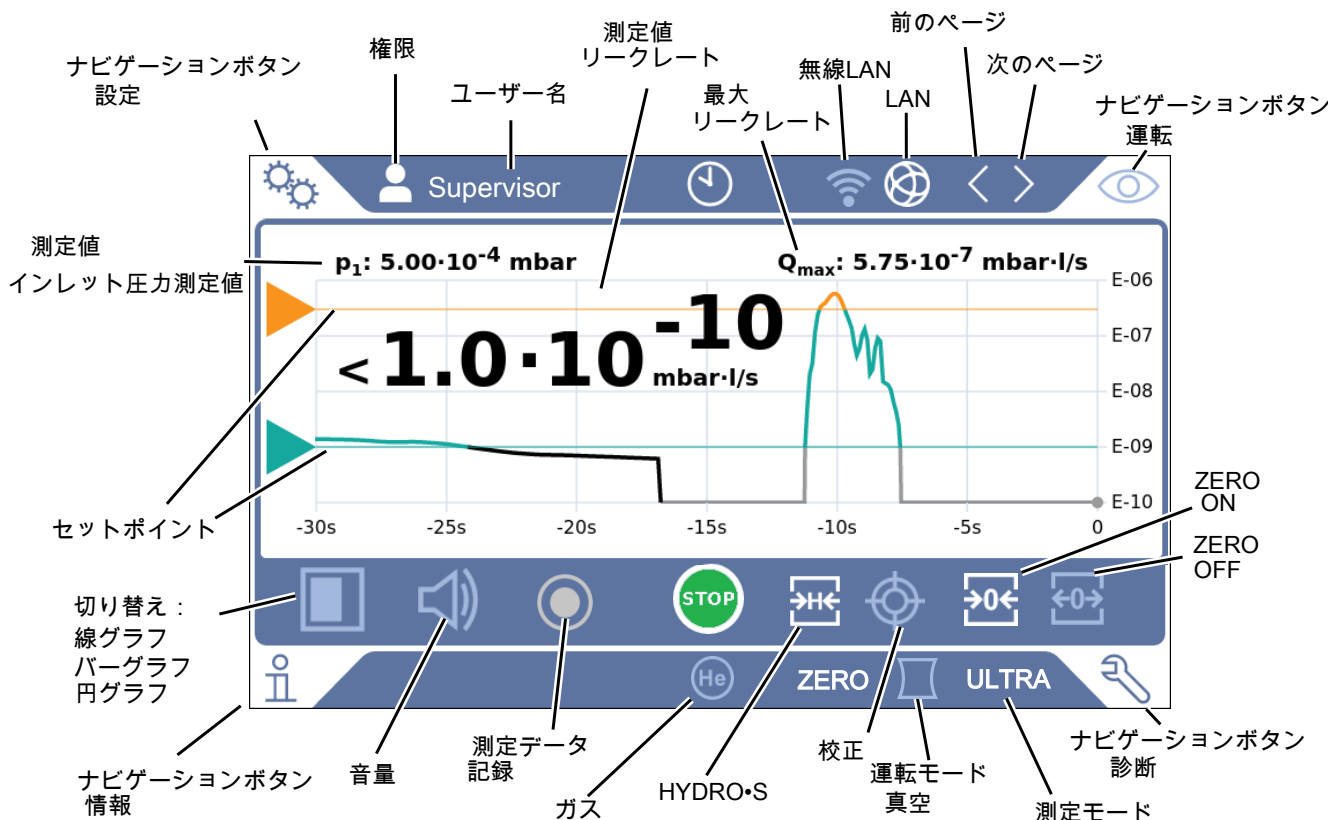 前のページ
権限
測定値
リークレート
ナビゲーションボタン
設定
無線LAN
次のページ
ユーザー名
最大
リークレート
LAN
ナビゲーションボタン
運転
Supervisor
測定値
インレット圧力測定値
p₁: 5.00·10⁻⁴ mbar
Qmax: 5.75·10⁻⁷ mbar·l/s
E-06
<1.0·10⁻¹⁰
mbar·l/s
E-07
E-08
E-09
E-10
セットポイント
-30s
-25s
-20s
-15s
-10s
-5s
0
ZERO
ON
ZERO
OFF
切り替え：
線グラフ
バーグラフ
円グラフ
STOP
→H←
→0←
←0→
He
ZERO
ULTRA
ナビゲーションボタン
情報
音量
測定データ
記録
ガス
HYDRO•S
校正
運転モード
真空
測定モード
ナビゲーションボタン
診断